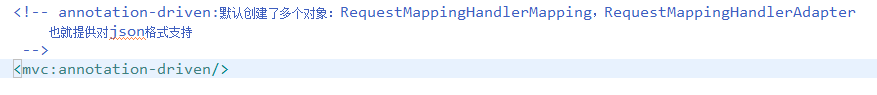 <!-- annotation-driven:默认创建了多个对象：RequestMappingHandlerMapping，RequestMappingHandlerAdapter
也就提供对json格式支持
-->
<mvc:annotation-driven/>